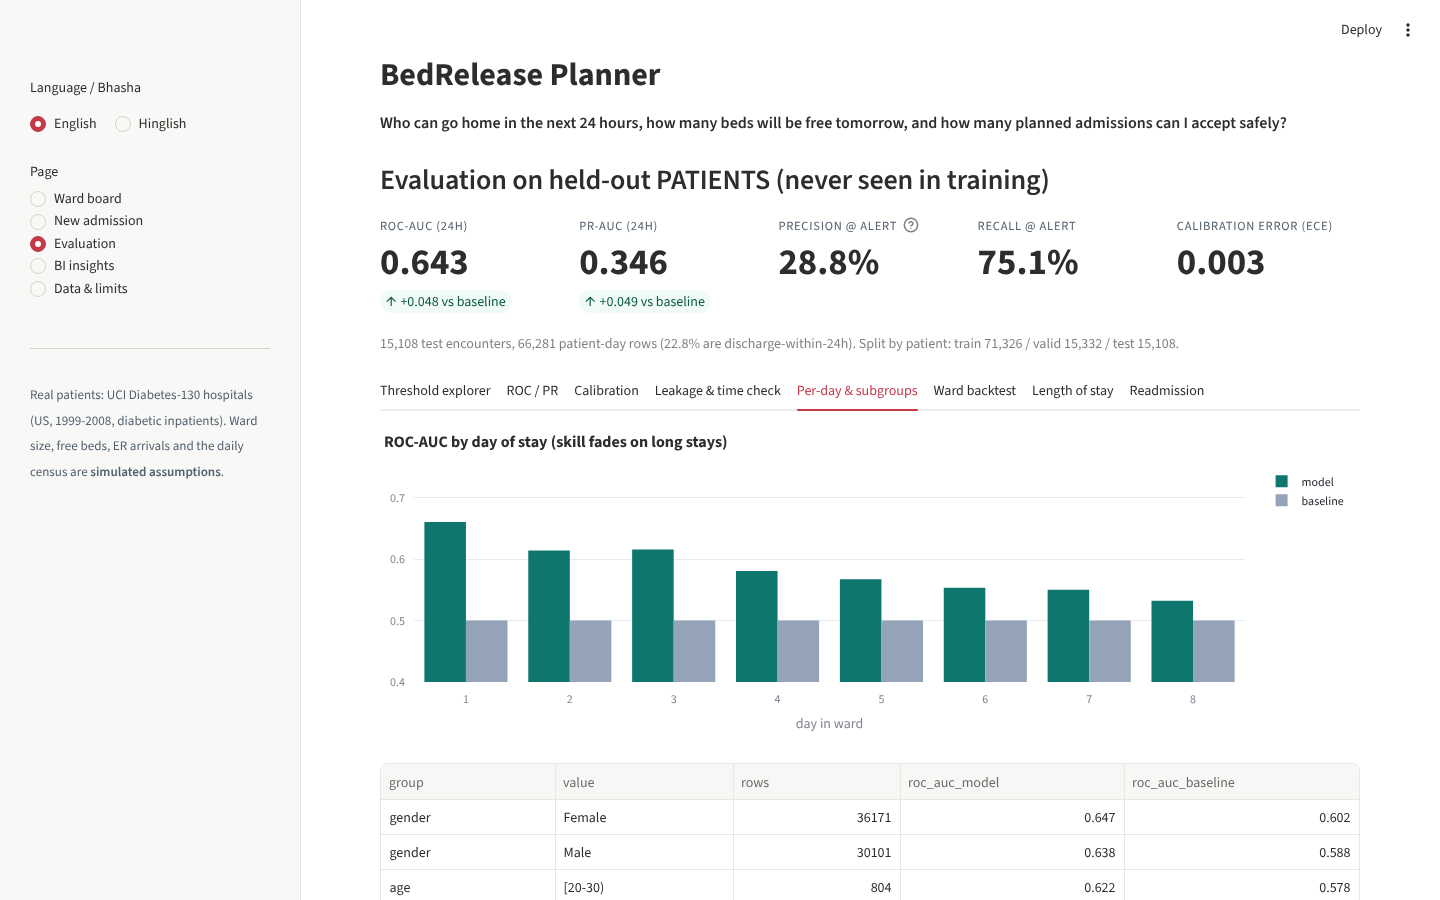 Deploy
Language / Bhasha
English
Hinglish
Page
Ward board
New admission
Evaluation
BI insights
Data & limits
Real patients: UCI Diabetes-130 hospitals
(US, 1999-2008, diabetic inpatients). Ward
size, free beds, ER arrivals and the daily
census are simulated assumptions.
BedRelease Planner
Who can go home in the next 24 hours, how many beds will be free tomorrow, and how many planned admissions can I accept safely?
Evaluation on held-out PATIENTS (never seen in training)
ROC-AUC (24H)
0.643
↑ +0.048 vs baseline
PR-AUC (24H)
0.346
↑ +0.049 vs baseline
PRECISION @ ALERT
28.8%
RECALL @ ALERT
75.1%
CALIBRATION ERROR (ECE)
0.003
15,108 test encounters, 66,281 patient-day rows (22.8% are discharge-within-24h). Split by patient: train 71,326 / valid 15,332 / test 15,108.
Threshold explorer
ROC / PR
Calibration
Leakage & time check
Per-day & subgroups
Ward backtest
Length of stay
Readmission
ROC-AUC by day of stay (skill fades on long stays)
model
baseline
0.7
0.6
0.5
0.4
1 2 3 4 5 6 7 8
day in ward
group value rows roc_auc_model roc_auc_baseline
gender Female 36171 0.647 0.602
gender Male 30101 0.638 0.588
age [20-30) 804 0.622 0.578